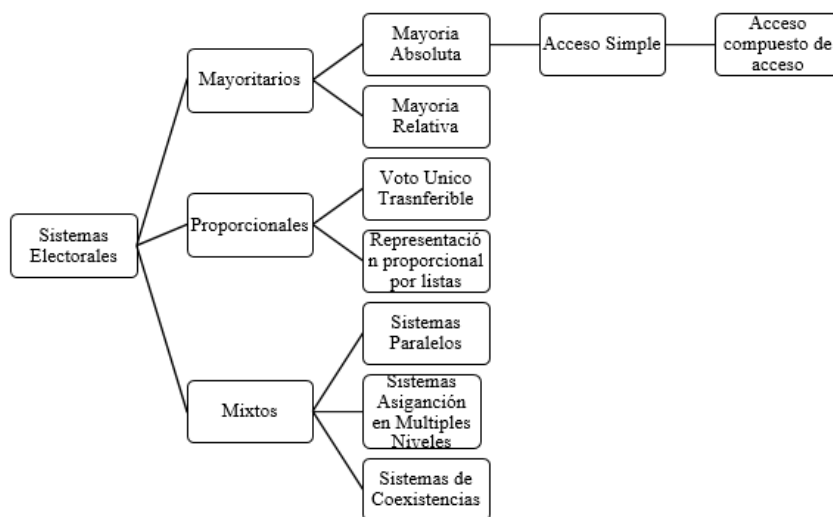 Mayoria
Absoluta
Acceso Simple
Acceso
compuesto de
acceso
Mayoritarios
Mayoria
Relativa
Voto Unico
Trasnferible
Proporcionales
Representació
n proporcional
por listas
Sistemas
Electorales
Sistemas
Paralelos
Mixtos
Sistemas
Asiganción
en Multiples
Niveles
Sistemas de
Coexistencias